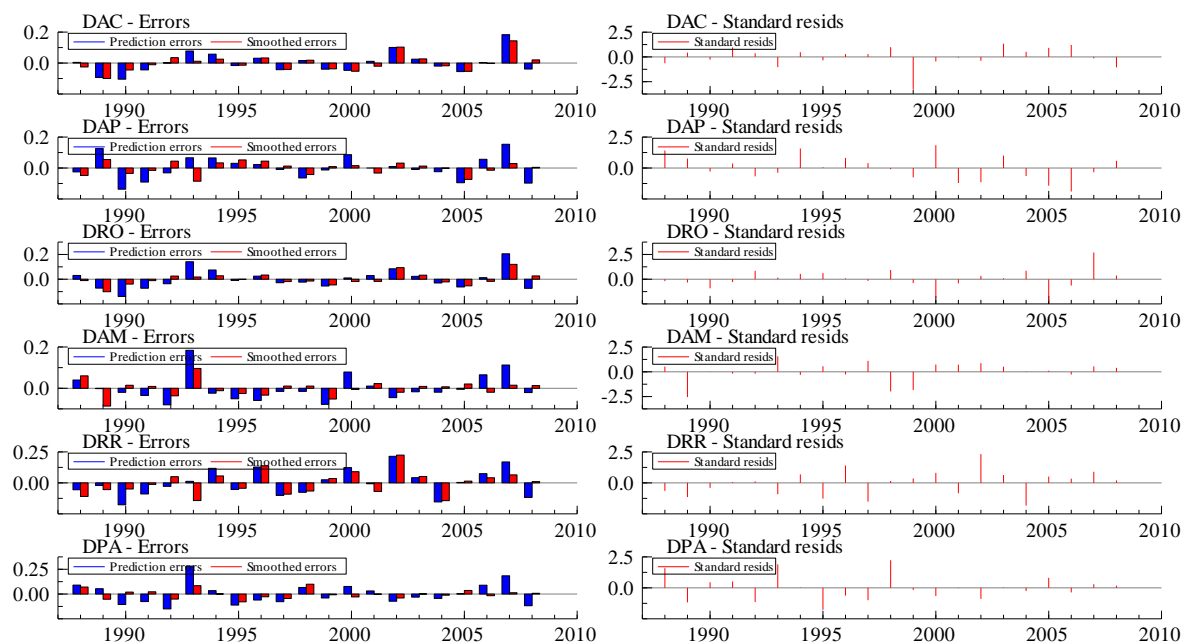 DAC - Errors
0.2
0.0
Prediction errors Smoothed errors
1990 1995 2000 2005 2010
DAC - Standard resids
2.5
0.0
-2.5
Standard resids
1990 1995 2000 2005 2010
DAP - Errors
0.2
0.0
Prediction errors Smoothed errors
1990 1995 2000 2005 2010
DAP - Standard resids
2.5
0.0
Standard resids
1990 1995 2000 2005 2010
DRO - Errors
0.2
0.0
Prediction errors Smoothed errors
1990 1995 2000 2005 2010
DRO - Standard resids
2.5
0.0
Standard resids
1990 1995 2000 2005 2010
DAM - Errors
0.2
0.0
Prediction errors Smoothed errors
1990 1995 2000 2005 2010
DAM - Standard resids
2.5
0.0
-2.5
Standard resids
1990 1995 2000 2005 2010
DRR - Errors
0.25
0.00
Prediction errors Smoothed errors
1990 1995 2000 2005 2010
DRR - Standard resids
2.5
0.0
Standard resids
1990 1995 2000 2005 2010
DPA - Errors
0.25
0.00
Prediction errors Smoothed errors
1990 1995 2000 2005 2010
DPA - Standard resids
2.5
0.0
Standard resids
1990 1995 2000 2005 2010